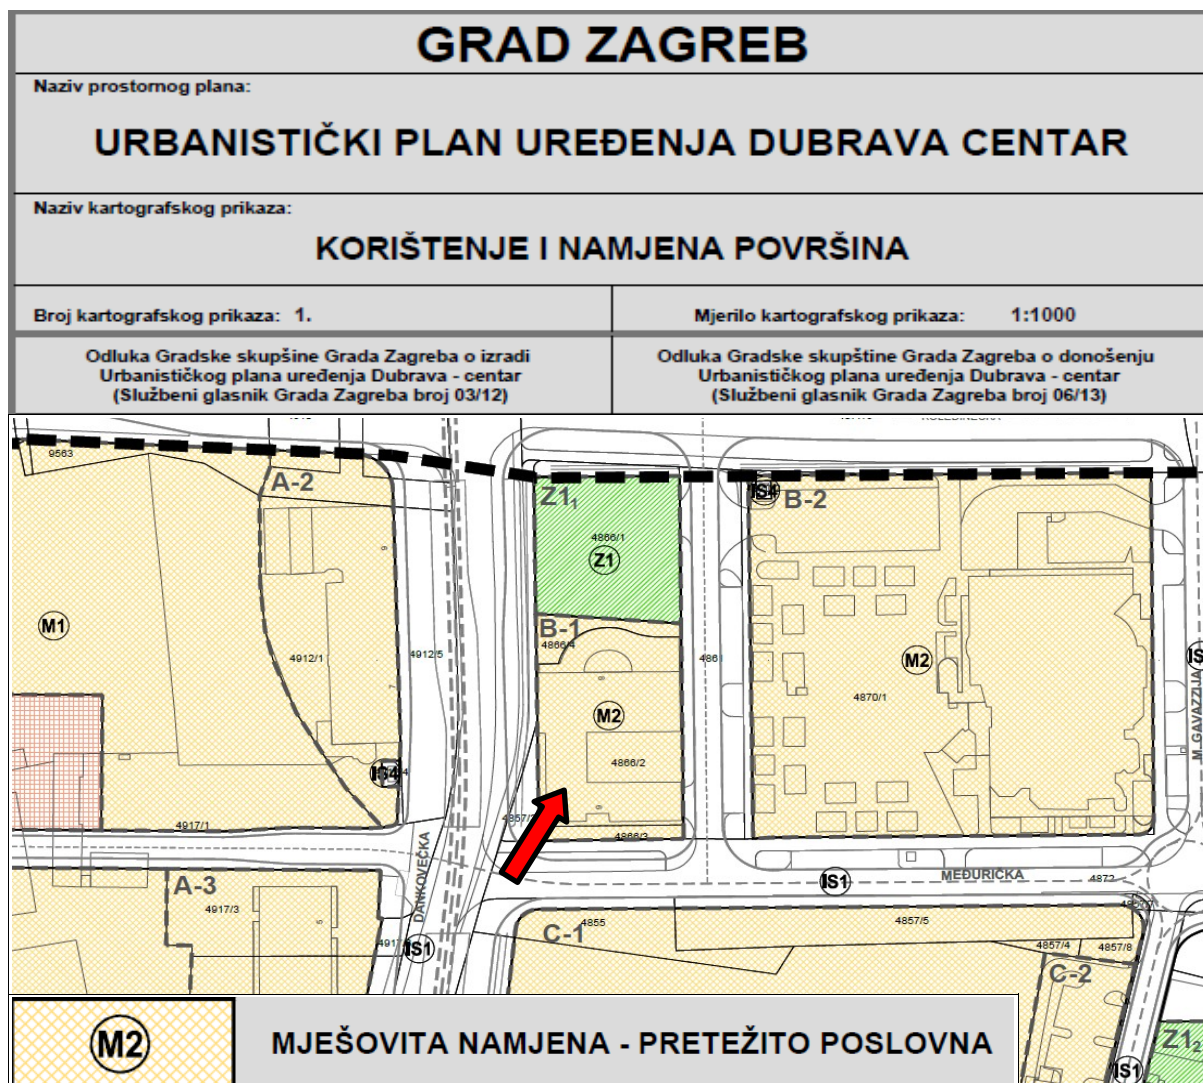 GRAD ZAGREB
Naziv prostornog plana:
URBANISTIČKI PLAN UREĐENJA DUBRAVA CENTAR
Naziv kartografskog prikaza:
KORIŠTENJE I NAMJENA POVRŠINA
Broj kartografskog prikaza: 1.
Mjerilo kartografskog prikaza: 1:1000
Odluka Gradske skupšine Grada Zagreba o izradi
Urbanističkog plana uređenja Dubrava - centar
(Službeni glasnik Grada Zagreba broj 03/12)
Odluka Gradske skupštine Grada Zagreba o donošenju
Urbanističkog plana uređenja Dubrava - centar
(Službeni glasnik Grada Zagreba broj 06/13)
9563
A-2
Z1₁
IS4
B-2
4866/1
Z1
M1
B-1
4866/4
4912/1
4912/5
M2
4870/1
M2
4866/2
IS4
4917/1
4866/3
M. GAVAZZIJA
DANKOVEČKA
MEĐURIČKA
4872
IS1
A-3
4917/3
IS1
C-1
4855
4857/5
4857/4
4857/8
C-2
Z1₂
IS1
M2
MJEŠOVITA NAMJENA - PRETEŽITO POSLOVNA